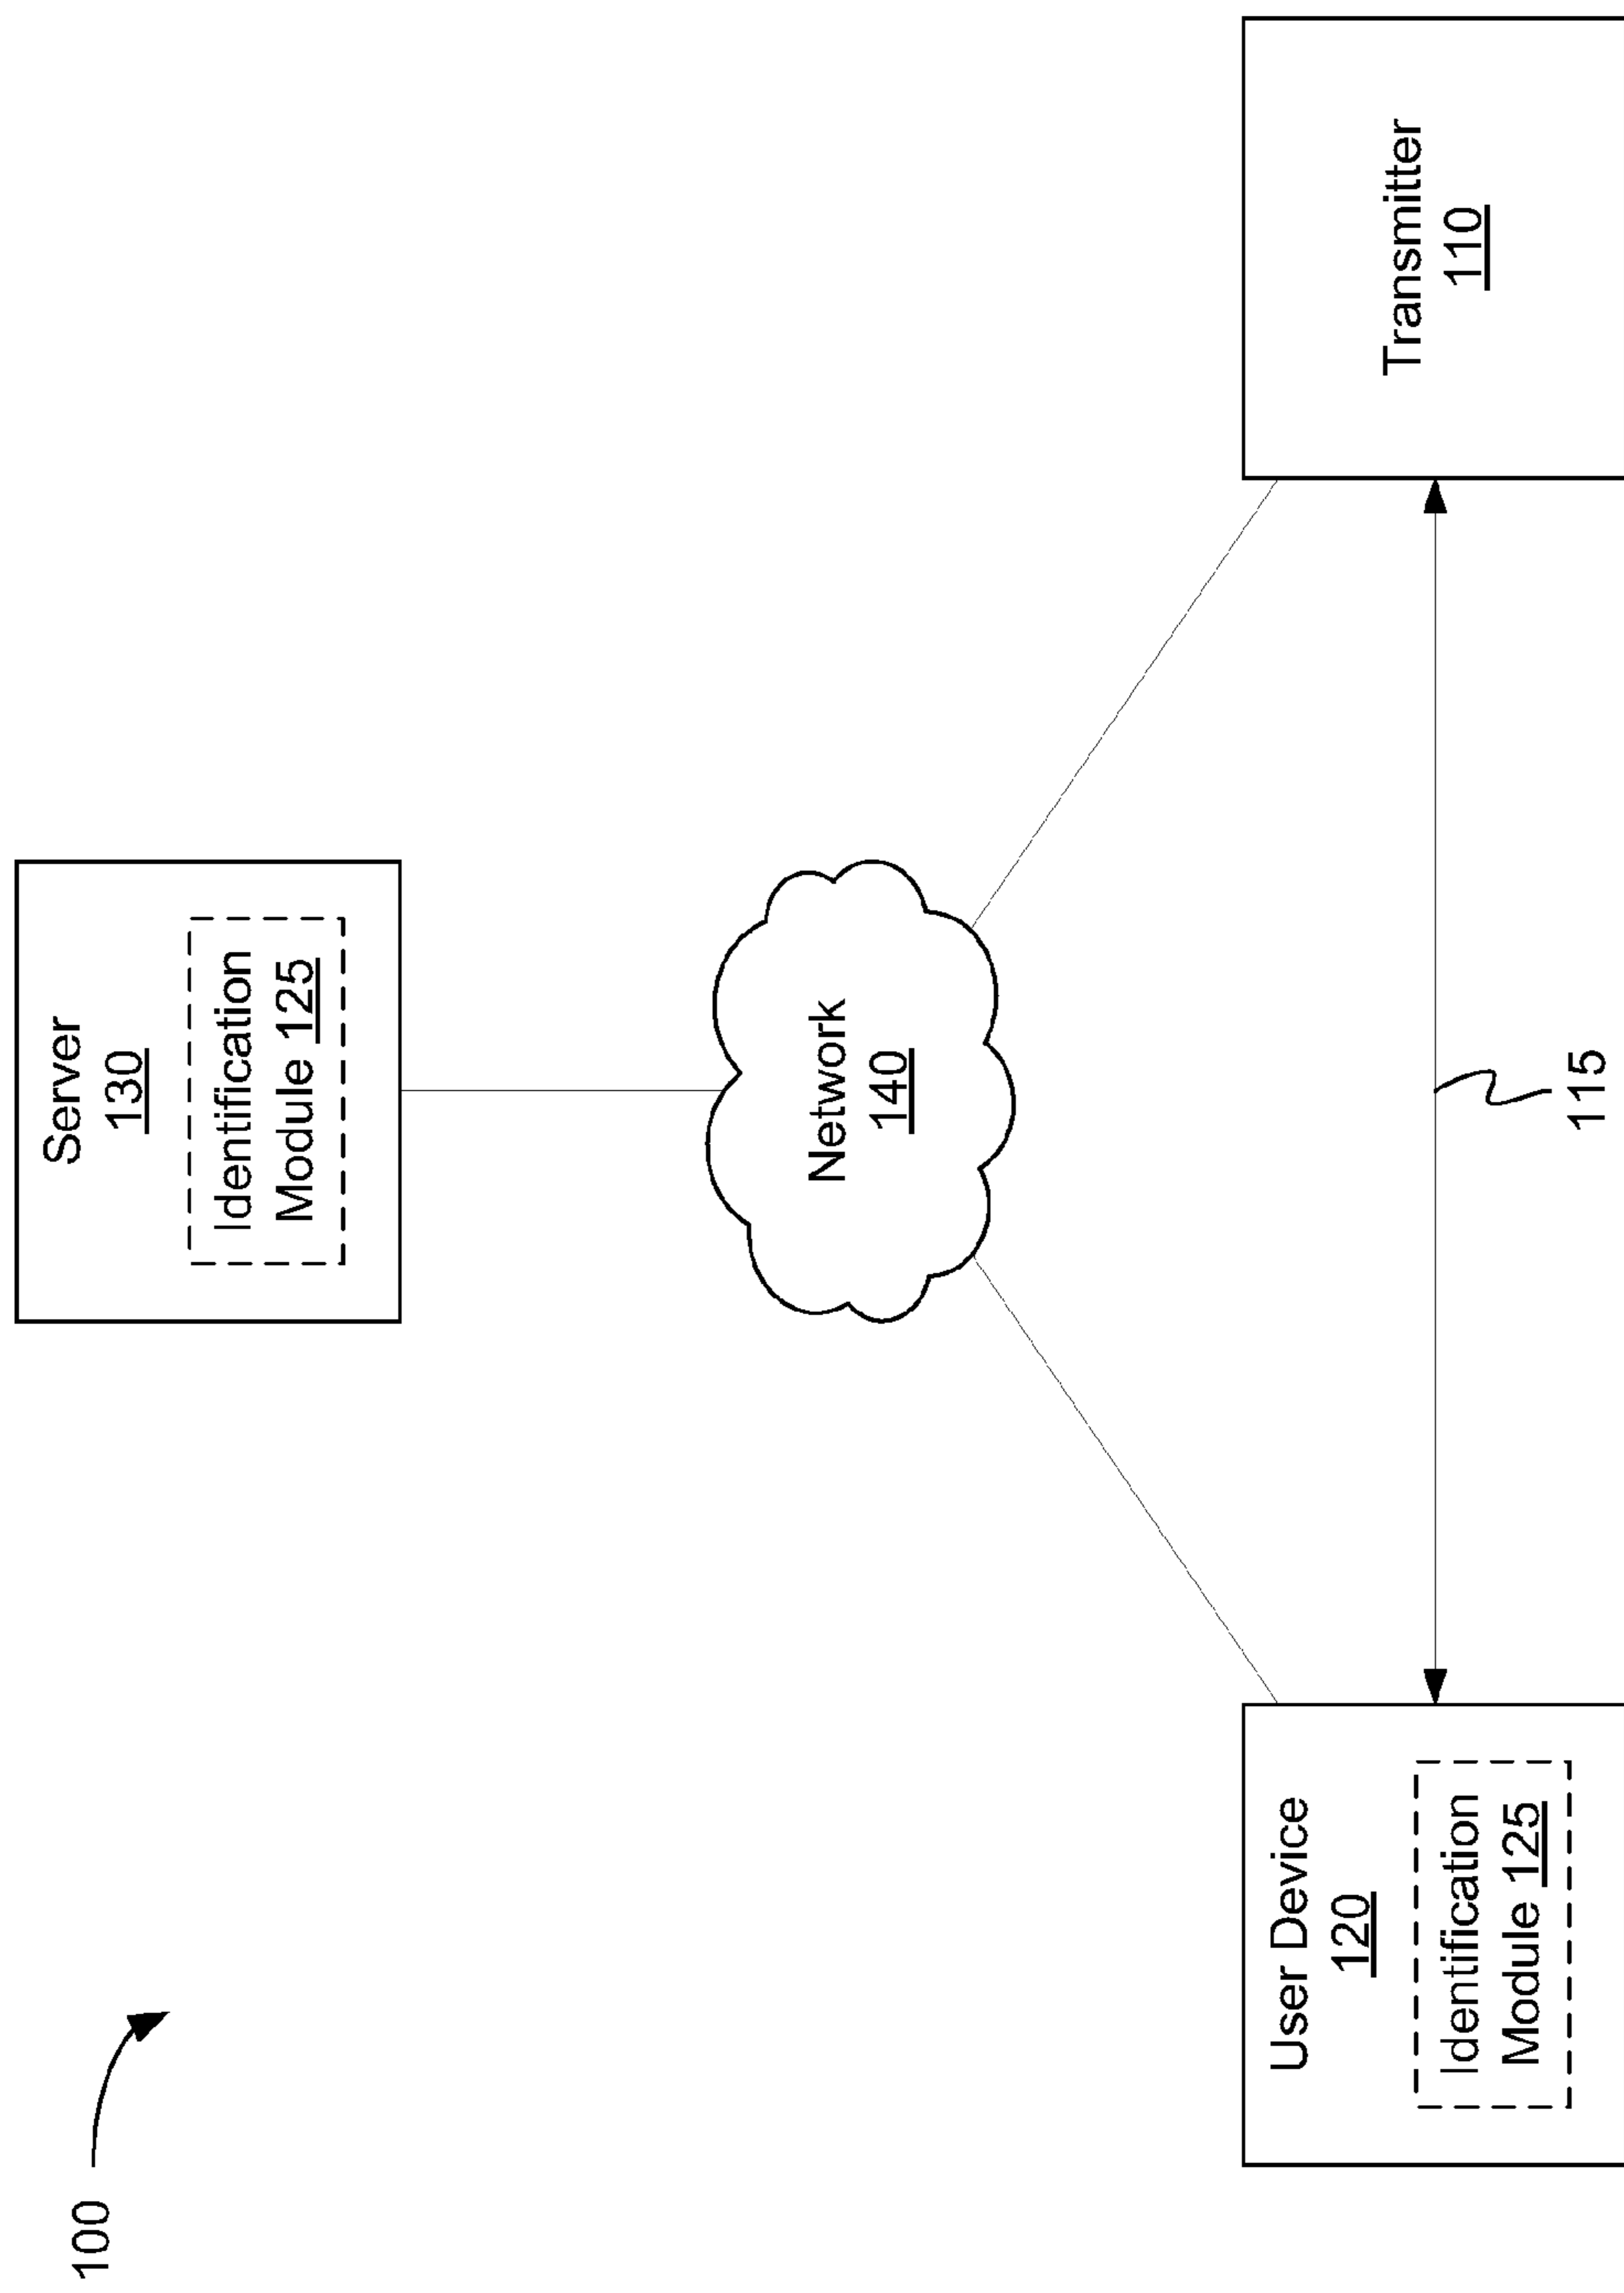 100
Server
130
Identification
Module 125
Network
140
User Device
120
Identification
Module 125
115
Transmitter
110